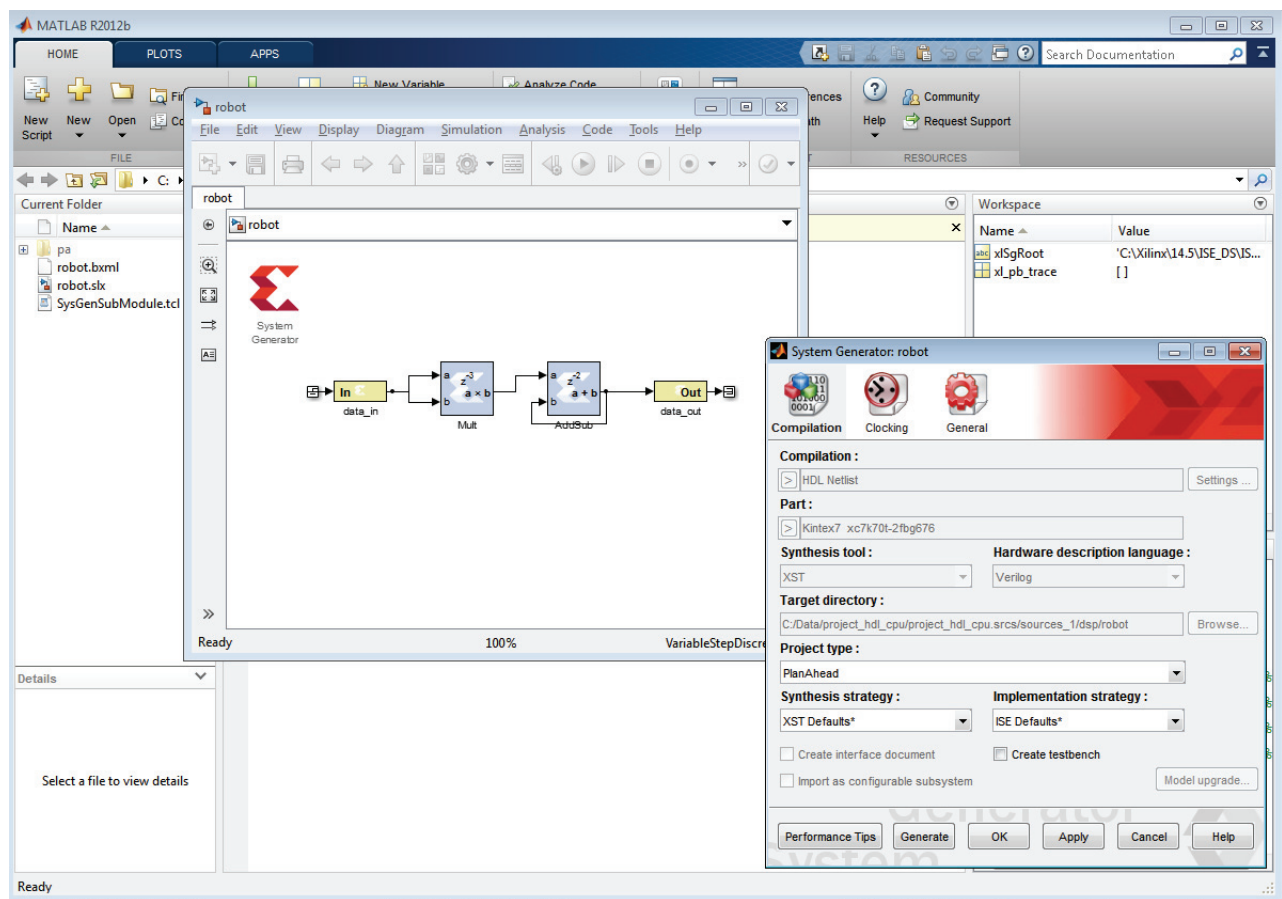 MATLAB R2012b
HOME PLOTS APPS
Search Documentation
New Variable Analyze Code
New Script New Open
Help Community
Request Support
FILE RESOURCES
C:
Current Folder
Name
pa
robot.bxml
robot.slx
SysGenSubModule.tcl
robot
File Edit View Display Diagram Simulation Analysis Code Tools Help
robot
robot
System
Generator
In
data_in
a
b
z-3
a × b
Mult
a
b
z-2
a + b
AddSub
Out
data_out
Ready 100% VariableStepDiscre
Workspace
Name Value
abc xlSgRoot 'C:\Xilinx\14.5\ISE_DS\IS...
xl_pb_trace [ ]
System Generator: robot
Compilation Clocking General
Compilation :
> HDL Netlist Settings ...
Part :
> Kintex7 xc7k70t-2fbg676
Synthesis tool : Hardware description language :
XST Verilog
Target directory :
C:/Data/project_hdl_cpu/project_hdl_cpu.srcs/sources_1/dsp/robot Browse...
Project type :
PlanAhead
Synthesis strategy : Implementation strategy :
XST Defaults* ISE Defaults*
Create interface document Create testbench
Import as configurable subsystem Model upgrade...
Performance Tips Generate OK Apply Cancel Help
Details
Select a file to view details
Ready